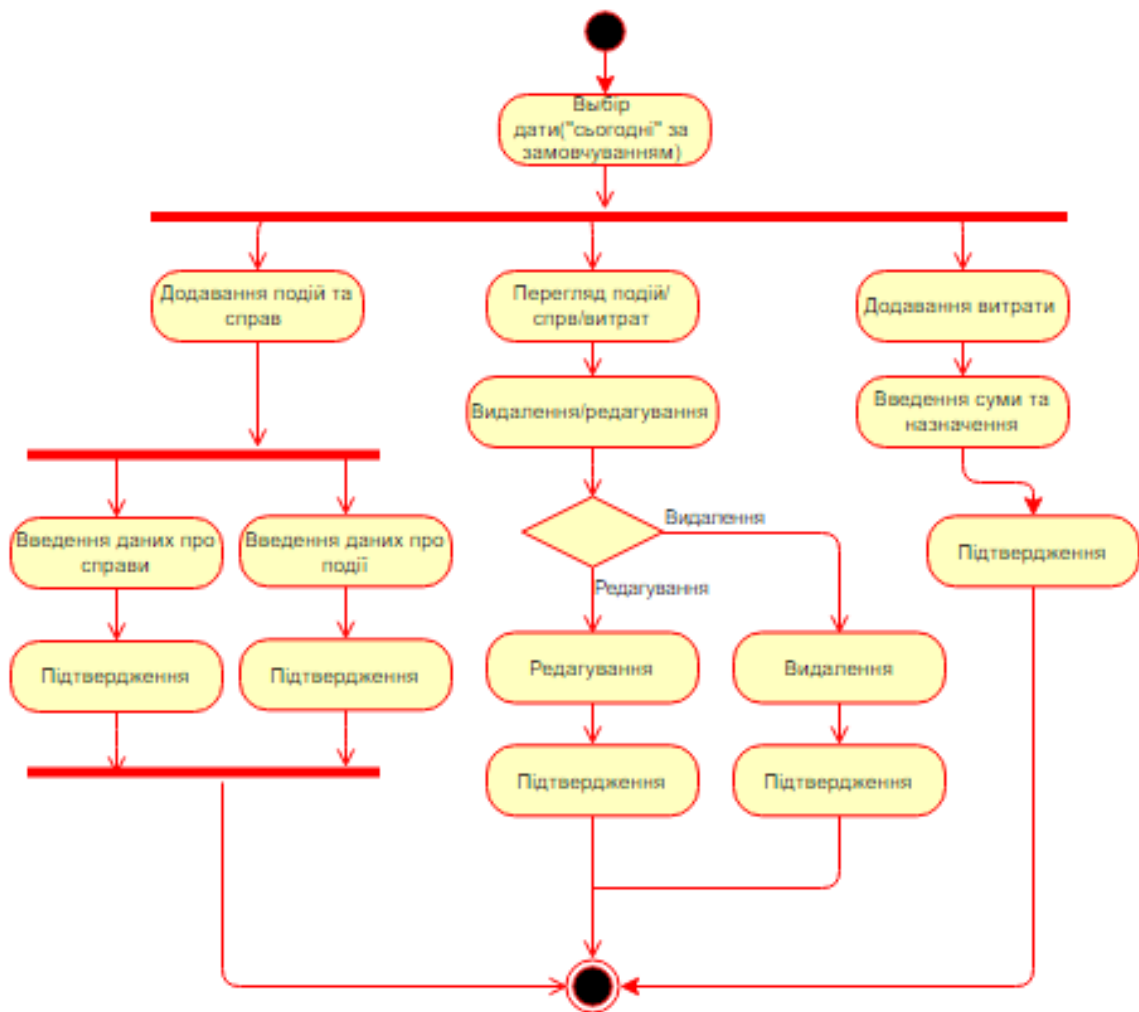 Выбір
дати("сьогодні" за
замовчуванням)
Додавання подій та
справ
Перегляд подій/
спрв/витрат
Додавання витрати
Видалення/редагування
Введення суми та
назначення
Видалення
Введення даних про
справи
Введення даних про
події
Підтвердження
Редагування
Підтвердження
Підтвердження
Редагування
Видалення
Підтвердження
Підтвердження